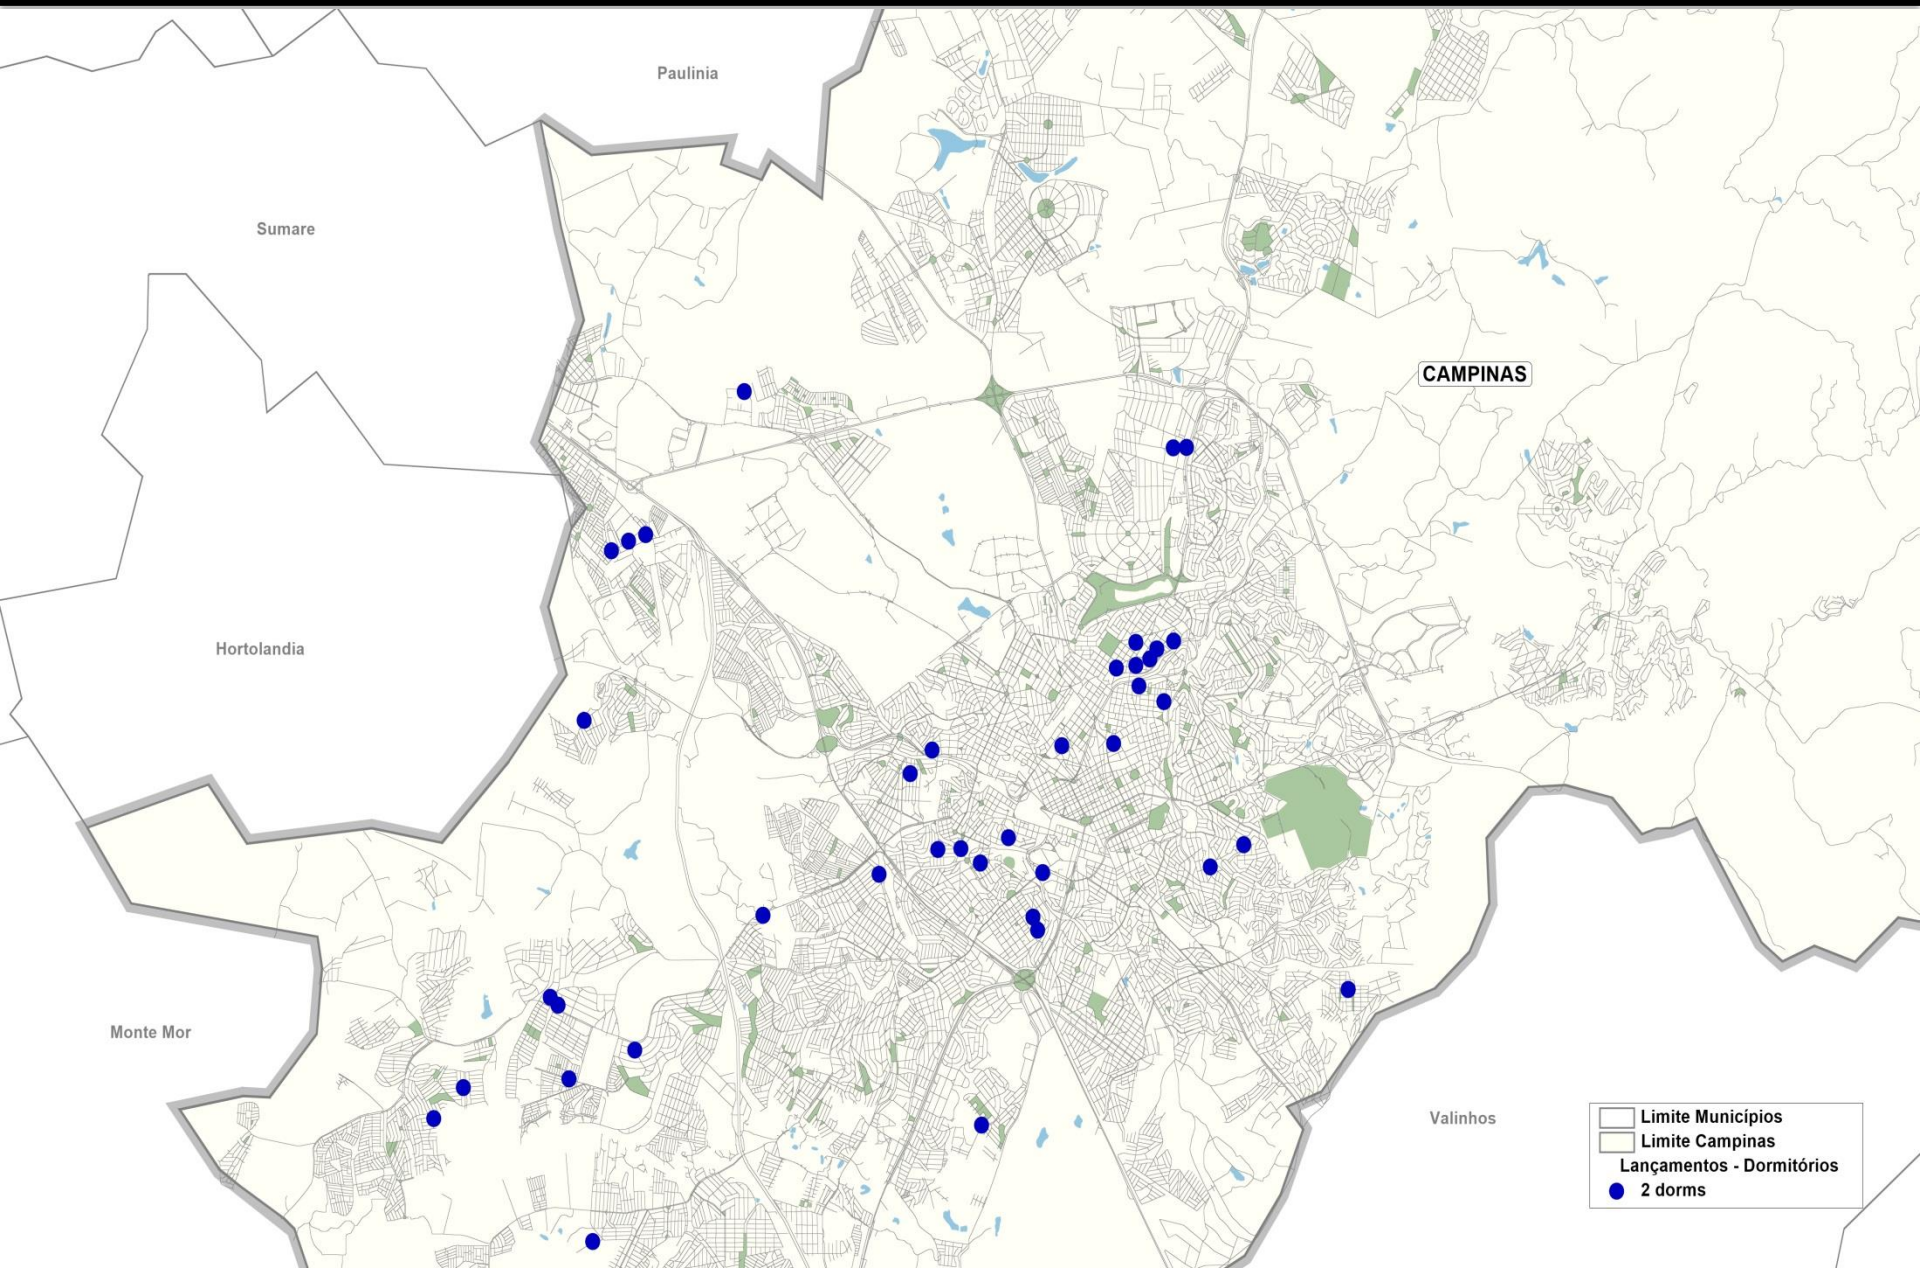 Paulinia
Sumare
CAMPINAS
Hortolandia
Monte Mor
Valinhos
Limite Municípios
Limite Campinas
Lançamentos - Dormitórios
2 dorms